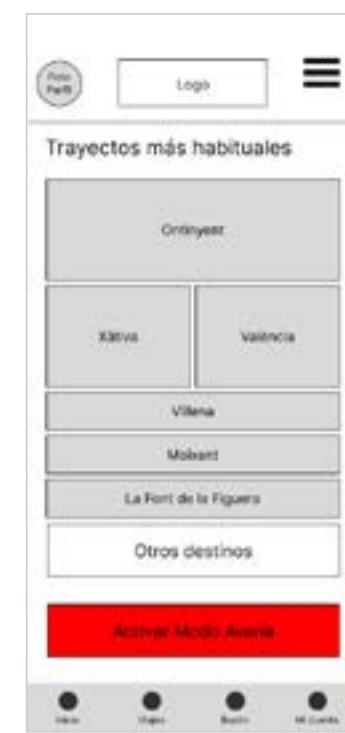 Foto
Perfil
Logo
Trayectos más habituales
Ontinyent
Xàtiva
València
Villena
Moixent
La Font de la Figuera
Otros destinos
Activar Modo Avería
Inicio
Viajes
Buzón
Mi cuenta